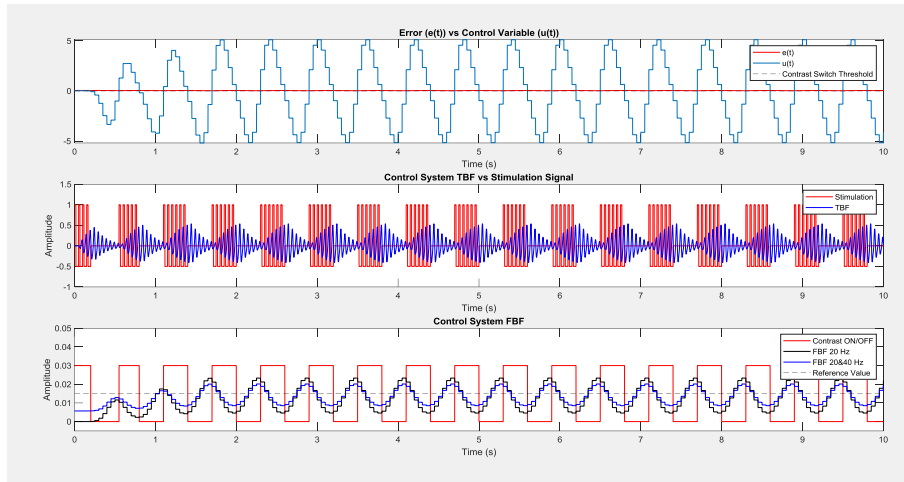 Error (e(t)) vs Control Variable (u(t))
5
0
-5
e(t)
u(t)
Contrast Switch Threshold
0 1 2 3 4 5 6 7 8 9 10
Time (s)
Control System TBF vs Stimulation Signal
Amplitude
1.5
1
0.5
0
-0.5
-1
Stimulation
TBF
0 1 2 3 4 5 6 7 8 9 10
Time (s)
Control System FBF
Amplitude
0.05
0.04
0.03
0.02
0.01
0
Contrast ON/OFF
FBF 20 Hz
FBF 20&40 Hz
Reference Value
0 1 2 3 4 5 6 7 8 9 10
Time (s)